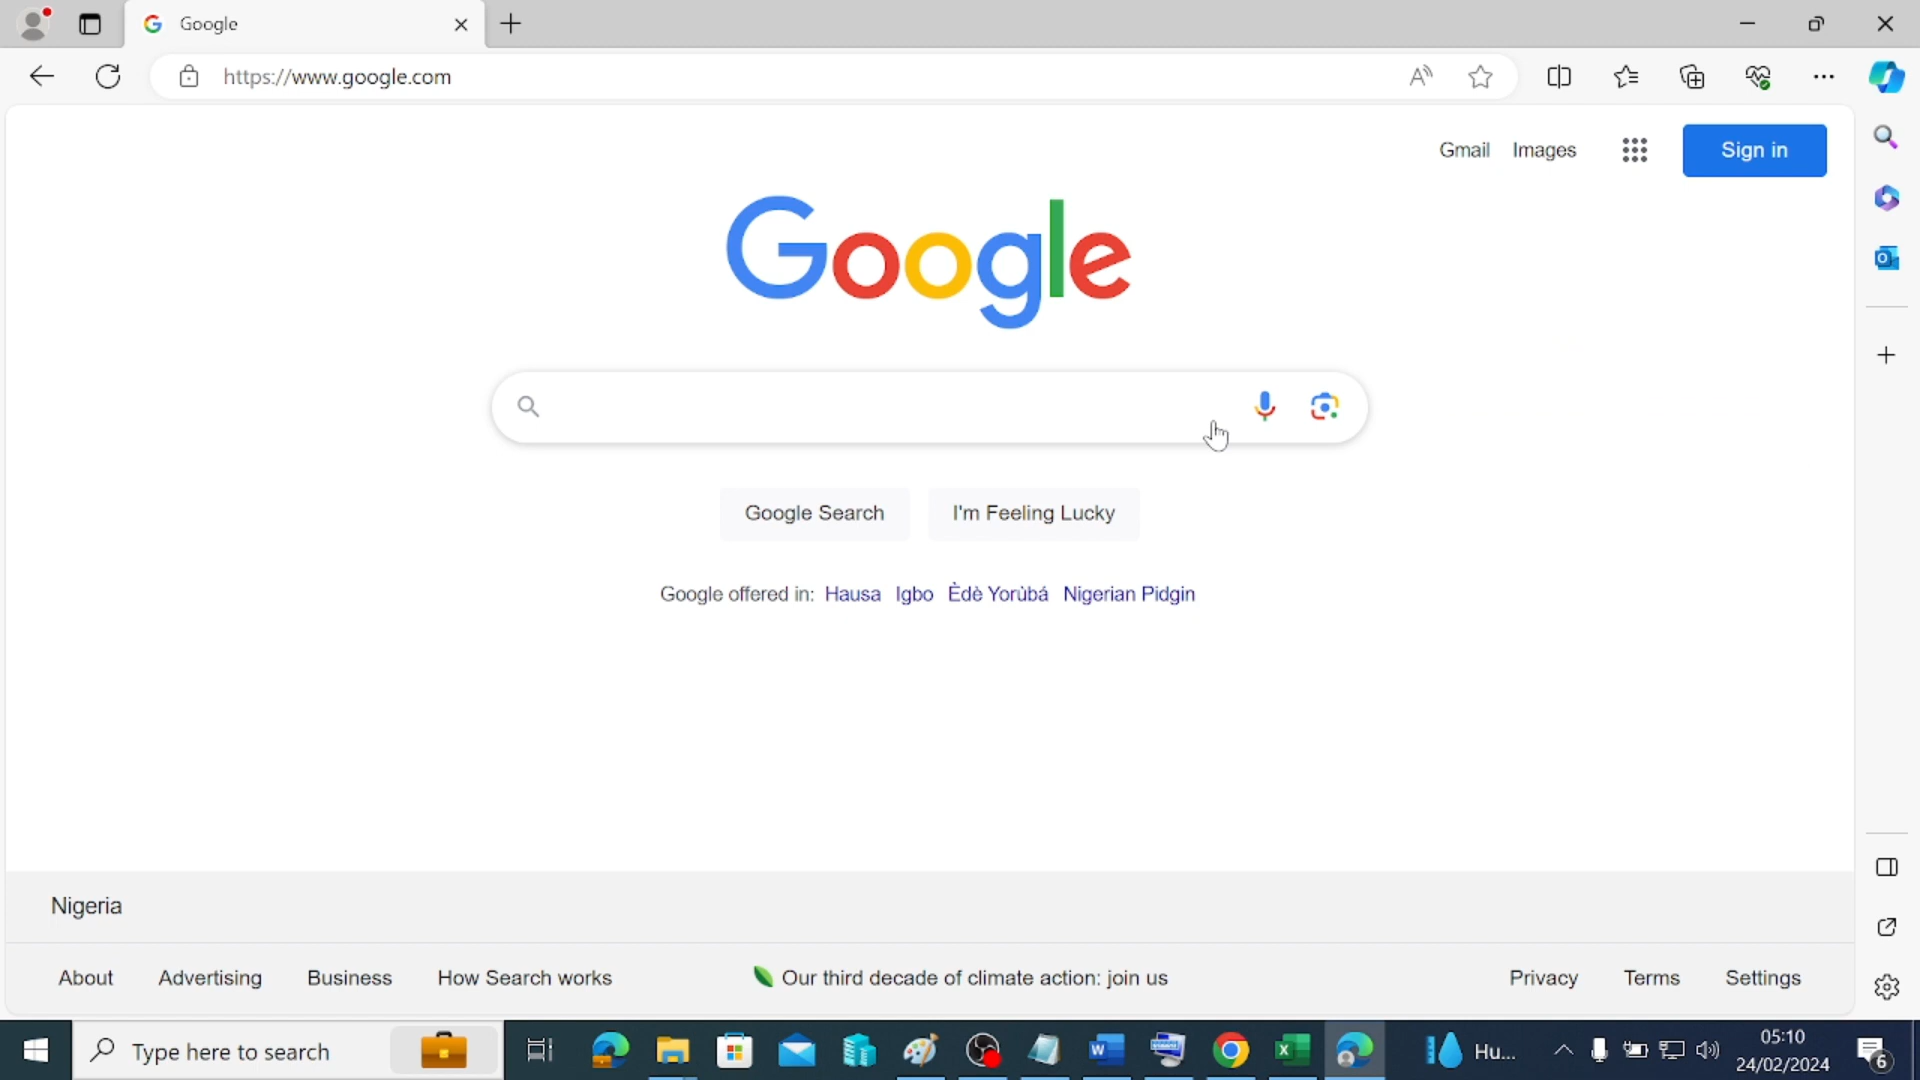 Google
https://www.google.com
Gmail Images Sign in
Google
Google Search I'm Feeling Lucky
Google offered in: Hausa Igbo Èdè Yorùbá Nigerian Pidgin
Nigeria
About Advertising Business How Search works Our third decade of climate action: join us Privacy Terms Settings
Type here to search Hu... 05:10
24/02/2024 6